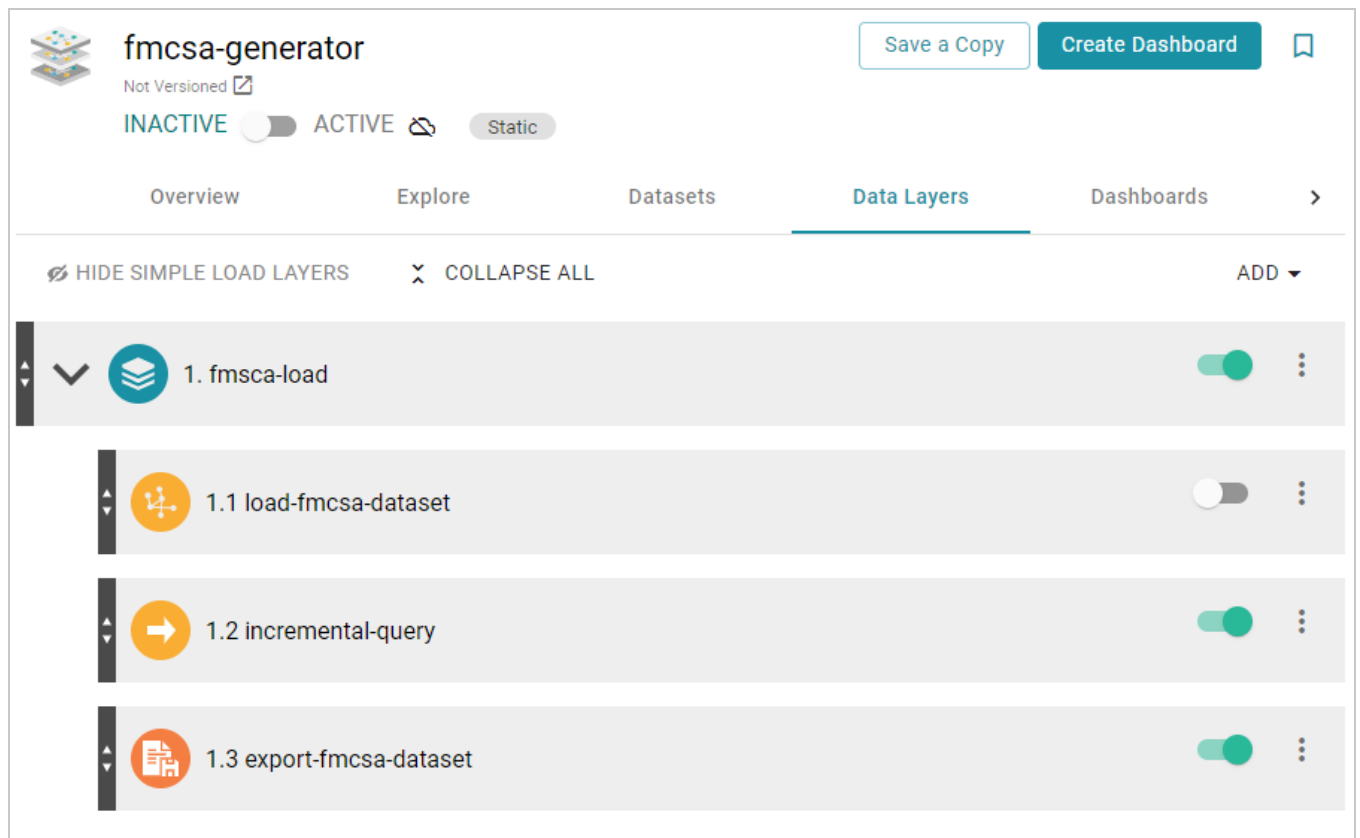 fmcsa-generator
Save a Copy
Create Dashboard
Not Versioned
INACTIVE ACTIVE Static
Overview Explore Datasets Data Layers Dashboards
HIDE SIMPLE LOAD LAYERS COLLAPSE ALL ADD
1. fmsca-load
1.1 load-fmcsa-dataset
1.2 incremental-query
1.3 export-fmcsa-dataset